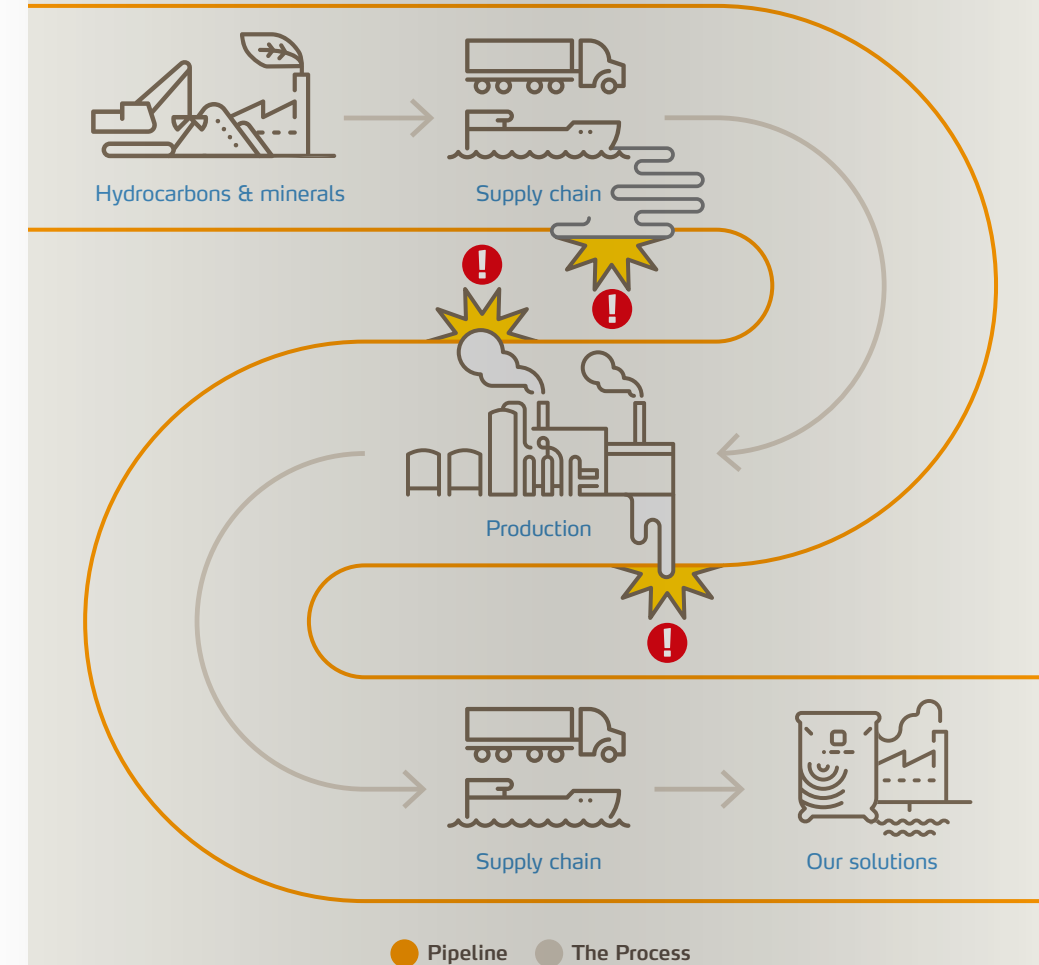 Hydrocarbons & minerals
Supply chain
!
!
Production
!
Supply chain
Our solutions
Pipeline
The Process